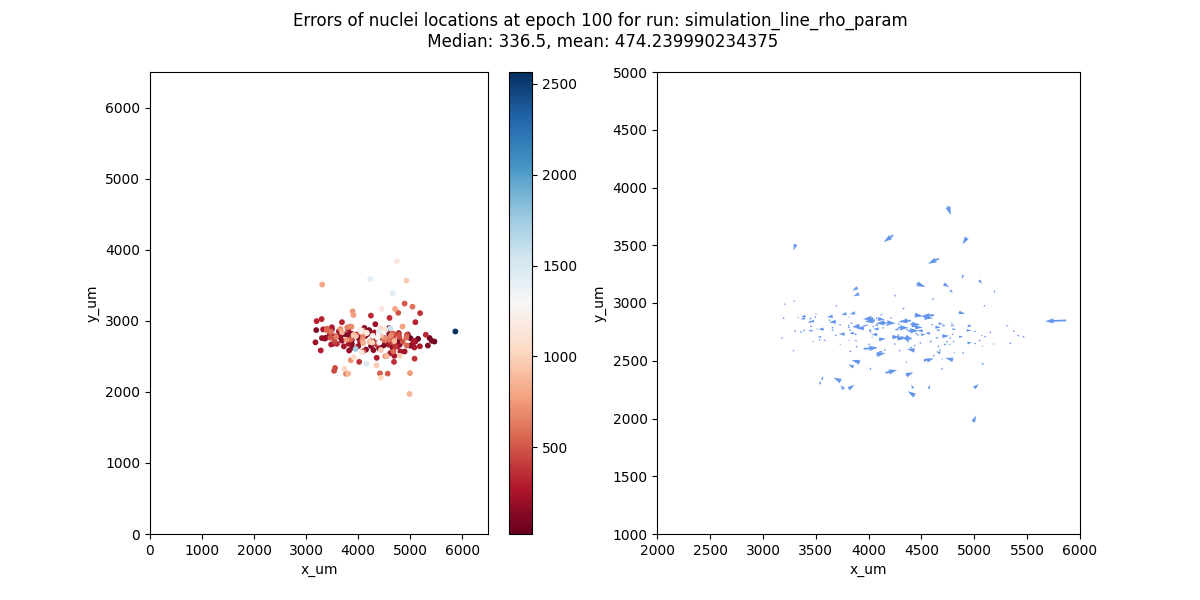 Errors of nuclei locations at epoch 100 for run: simulation_line_rho_param
Median: 336.5, mean: 474.239990234375
6000
5000
4000
3000
2000
1000
0
y_um
0 1000 2000 3000 4000 5000 6000
x_um
2500
2000
1500
1000
500
5000
4500
4000
3500
3000
2500
2000
1500
1000
y_um
2000 2500 3000 3500 4000 4500 5000 5500 6000
x_um